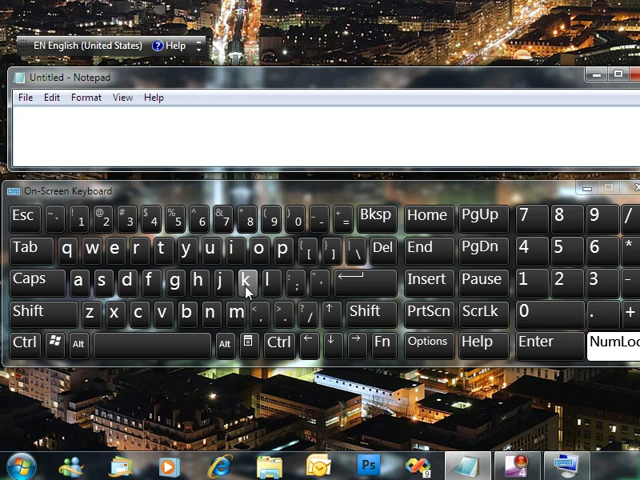 EN English (United States) ? Help
Untitled - Notepad
File Edit Format View Help
On-Screen Keyboard
Esc ~ ` ! 1 @ 2 # 3 $ 4 % 5 ^ 6 & 7 * 8 ( 9 ) 0 _ - + = Bksp Home PgUp 7 8 9 /
Tab q w e r t y u i o p { [ } ] | \ Del End PgDn 4 5 6 *
Caps a s d f g h j k l : ; " ' Insert Pause 1 2 3 -
Shift z x c v b n m < , > . ? / ↑ Shift PrtScn ScrLk 0 . +
Ctrl Alt Alt Ctrl ← ↓ → Fn Options Help Enter NumLoc
Ps 9 4